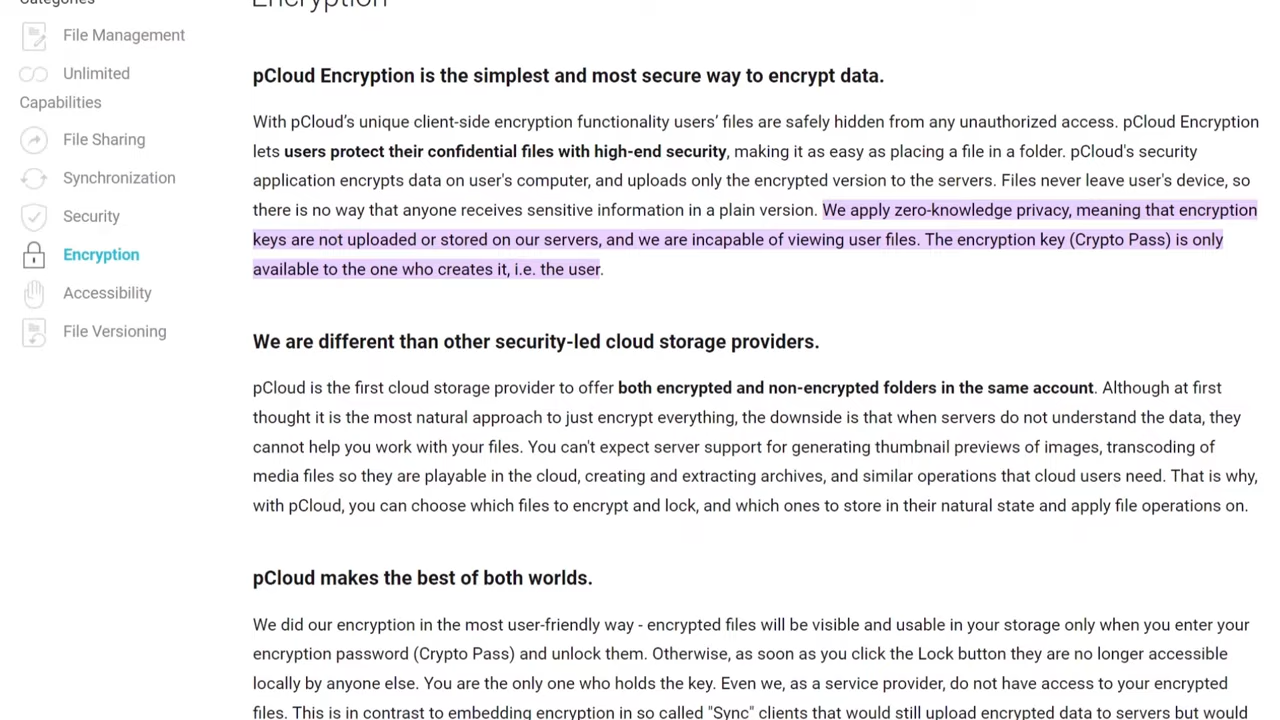 Categories
Encryption
File Management
Unlimited
Capabilities
File Sharing
Synchronization
Security
Encryption
Accessibility
File Versioning
pCloud Encryption is the simplest and most secure way to encrypt data.
With pCloud’s unique client-side encryption functionality users’ files are safely hidden from any unauthorized access. pCloud Encryption
lets users protect their confidential files with high-end security, making it as easy as placing a file in a folder. pCloud's security
application encrypts data on user's computer, and uploads only the encrypted version to the servers. Files never leave user's device, so
there is no way that anyone receives sensitive information in a plain version. We apply zero-knowledge privacy, meaning that encryption
keys are not uploaded or stored on our servers, and we are incapable of viewing user files. The encryption key (Crypto Pass) is only
available to the one who creates it, i.e. the user.
We are different than other security-led cloud storage providers.
pCloud is the first cloud storage provider to offer both encrypted and non-encrypted folders in the same account. Although at first
thought it is the most natural approach to just encrypt everything, the downside is that when servers do not understand the data, they
cannot help you work with your files. You can't expect server support for generating thumbnail previews of images, transcoding of
media files so they are playable in the cloud, creating and extracting archives, and similar operations that cloud users need. That is why,
with pCloud, you can choose which files to encrypt and lock, and which ones to store in their natural state and apply file operations on.
pCloud makes the best of both worlds.
We did our encryption in the most user-friendly way - encrypted files will be visible and usable in your storage only when you enter your
encryption password (Crypto Pass) and unlock them. Otherwise, as soon as you click the Lock button they are no longer accessible
locally by anyone else. You are the only one who holds the key. Even we, as a service provider, do not have access to your encrypted
files. This is in contrast to embedding encryption in so called "Sync" clients that would still upload encrypted data to servers but would